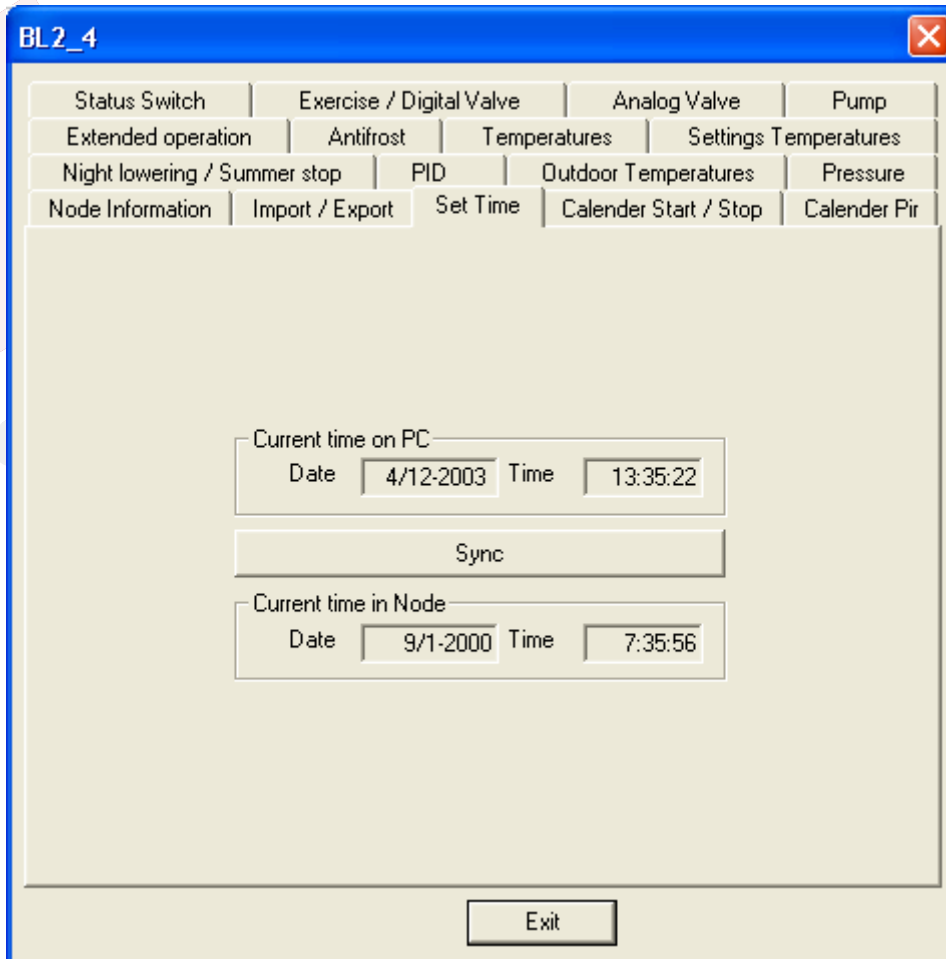 BL2_4
Status Switch Exercise / Digital Valve Analog Valve Pump
Extended operation Antifrost Temperatures Settings Temperatures
Night lowering / Summer stop PID Outdoor Temperatures Pressure
Node Information Import / Export Set Time Calender Start / Stop Calender Pir
Current time on PC
Date 4/12-2003 Time 13:35:22
Sync
Current time in Node
Date 9/1-2000 Time 7:35:56
Exit